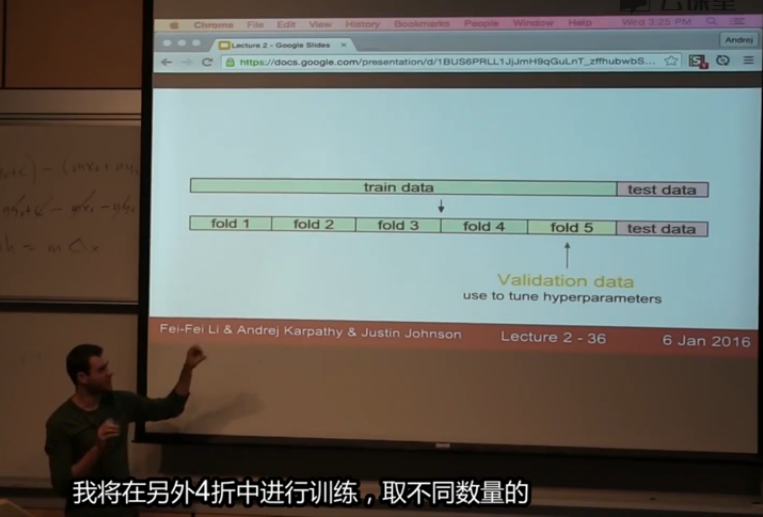 Chrome File Edit View History Bookmarks People Window Help Wed 3:25 PM
Lecture 2 - Google Slides
Andrej
https://docs.google.com/presentation/d/1BUS6PRLL1JjJmH9qGuLnT_zffhubwbS...
train data test data
fold 1 fold 2 fold 3 fold 4 fold 5 test data
Validation data
use to tune hyperparameters
Fei-Fei Li & Andrej Karpathy & Justin Johnson Lecture 2 - 36 6 Jan 2016
我将在另外4折中进行训练，取不同数量的